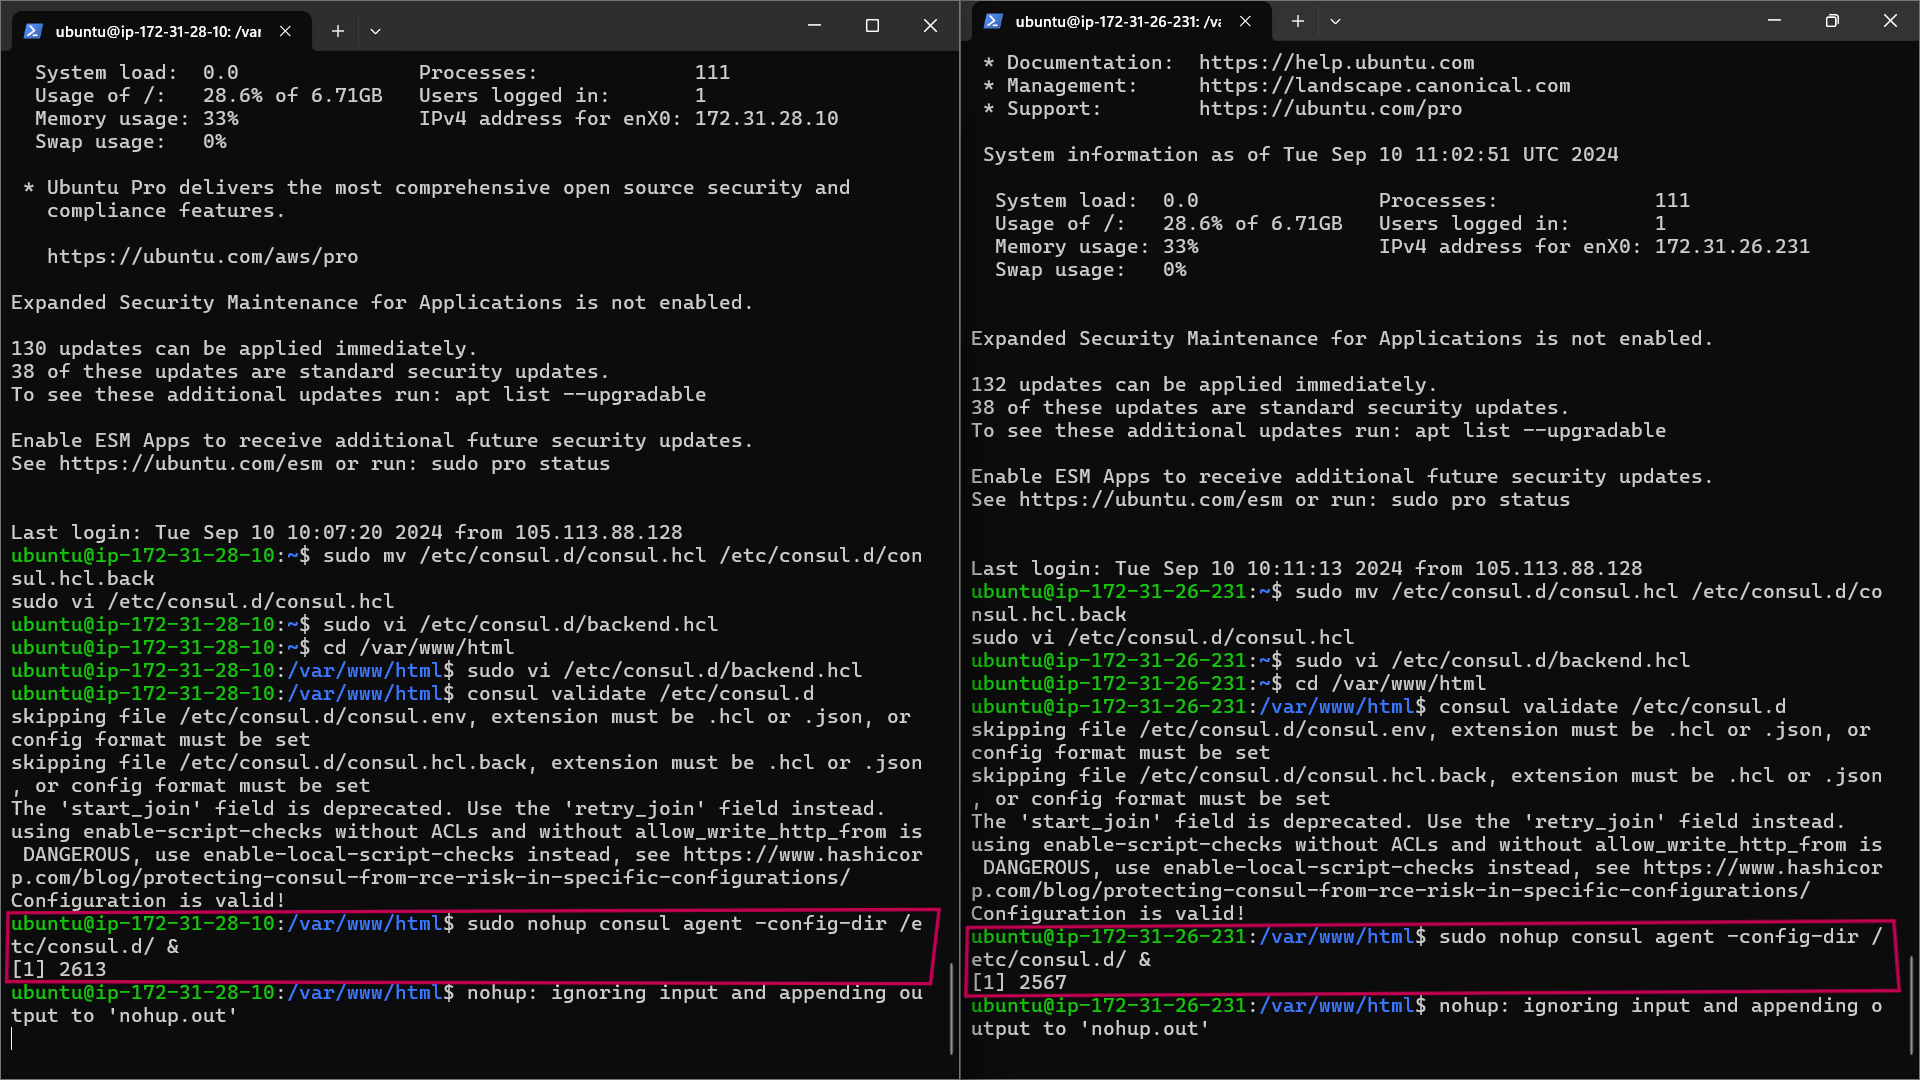 ubuntu@ip-172-31-28-10: /var
  System load:  0.0               Processes:             111
  Usage of /:   28.6% of 6.71GB   Users logged in:       1
  Memory usage: 33%               IPv4 address for enX0: 172.31.28.10
  Swap usage:   0%
 * Ubuntu Pro delivers the most comprehensive open source security and
   compliance features.
   https://ubuntu.com/aws/pro
Expanded Security Maintenance for Applications is not enabled.
130 updates can be applied immediately.
38 of these updates are standard security updates.
To see these additional updates run: apt list --upgradable
Enable ESM Apps to receive additional future security updates.
See https://ubuntu.com/esm or run: sudo pro status
Last login: Tue Sep 10 10:07:20 2024 from 105.113.88.128
ubuntu@ip-172-31-28-10:~$ sudo mv /etc/consul.d/consul.hcl /etc/consul.d/con
sul.hcl.back
sudo vi /etc/consul.d/consul.hcl
ubuntu@ip-172-31-28-10:~$ sudo vi /etc/consul.d/backend.hcl
ubuntu@ip-172-31-28-10:~$ cd /var/www/html
ubuntu@ip-172-31-28-10:/var/www/html$ sudo vi /etc/consul.d/backend.hcl
ubuntu@ip-172-31-28-10:/var/www/html$ consul validate /etc/consul.d
skipping file /etc/consul.d/consul.env, extension must be .hcl or .json, or
config format must be set
skipping file /etc/consul.d/consul.hcl.back, extension must be .hcl or .json
, or config format must be set
The 'start_join' field is deprecated. Use the 'retry_join' field instead.
using enable-script-checks without ACLs and without allow_write_http_from is
 DANGEROUS, use enable-local-script-checks instead, see https://www.hashicor
p.com/blog/protecting-consul-from-rce-risk-in-specific-configurations/
Configuration is valid!
ubuntu@ip-172-31-28-10:/var/www/html$ sudo nohup consul agent -config-dir /e
tc/consul.d/ &
[1] 2613
ubuntu@ip-172-31-28-10:/var/www/html$ nohup: ignoring input and appending ou
tput to 'nohup.out'
ubuntu@ip-172-31-26-231: /va
 * Documentation:  https://help.ubuntu.com
 * Management:     https://landscape.canonical.com
 * Support:        https://ubuntu.com/pro
 System information as of Tue Sep 10 11:02:51 UTC 2024
  System load:  0.0               Processes:             111
  Usage of /:   28.6% of 6.71GB   Users logged in:       1
  Memory usage: 33%               IPv4 address for enX0: 172.31.26.231
  Swap usage:   0%
Expanded Security Maintenance for Applications is not enabled.
132 updates can be applied immediately.
38 of these updates are standard security updates.
To see these additional updates run: apt list --upgradable
Enable ESM Apps to receive additional future security updates.
See https://ubuntu.com/esm or run: sudo pro status
Last login: Tue Sep 10 10:11:13 2024 from 105.113.88.128
ubuntu@ip-172-31-26-231:~$ sudo mv /etc/consul.d/consul.hcl /etc/consul.d/co
nsul.hcl.back
sudo vi /etc/consul.d/consul.hcl
ubuntu@ip-172-31-26-231:~$ sudo vi /etc/consul.d/backend.hcl
ubuntu@ip-172-31-26-231:~$ cd /var/www/html
ubuntu@ip-172-31-26-231:/var/www/html$ consul validate /etc/consul.d
skipping file /etc/consul.d/consul.env, extension must be .hcl or .json, or
config format must be set
skipping file /etc/consul.d/consul.hcl.back, extension must be .hcl or .json
, or config format must be set
The 'start_join' field is deprecated. Use the 'retry_join' field instead.
using enable-script-checks without ACLs and without allow_write_http_from is
 DANGEROUS, use enable-local-script-checks instead, see https://www.hashicor
p.com/blog/protecting-consul-from-rce-risk-in-specific-configurations/
Configuration is valid!
ubuntu@ip-172-31-26-231:/var/www/html$ sudo nohup consul agent -config-dir /
etc/consul.d/ &
[1] 2567
ubuntu@ip-172-31-26-231:/var/www/html$ nohup: ignoring input and appending o
utput to 'nohup.out'